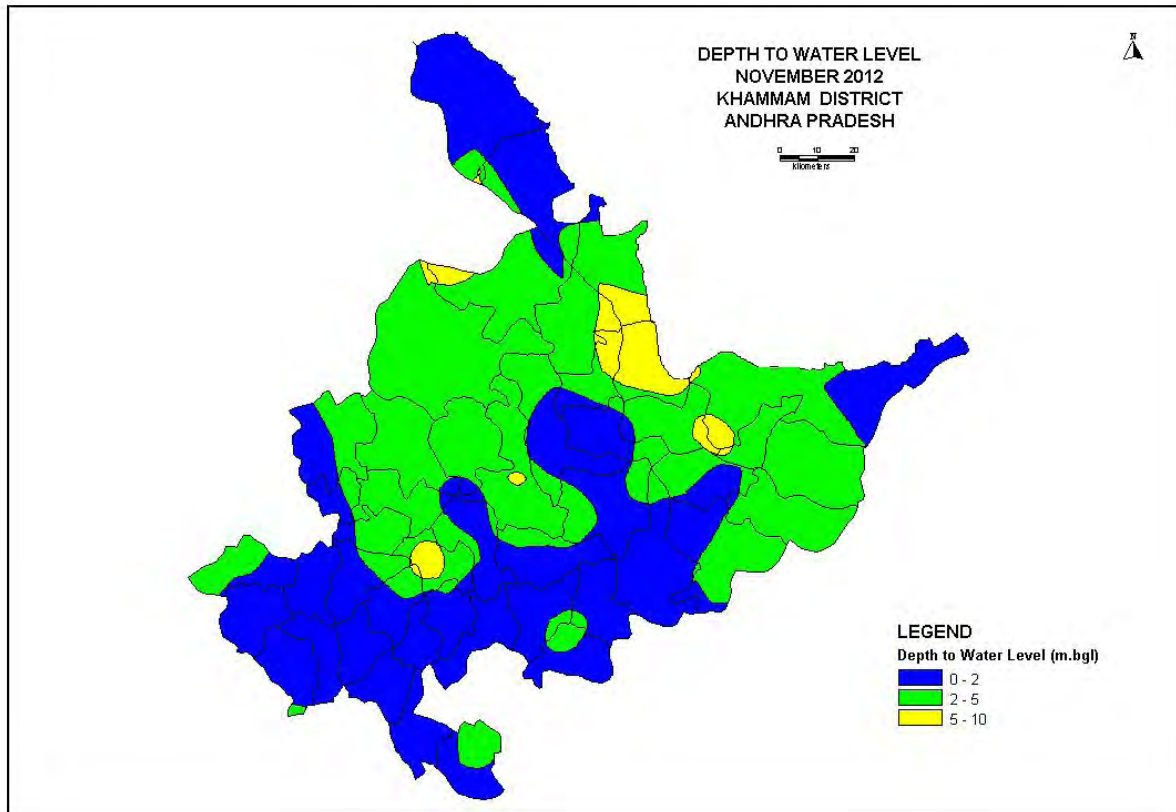 DEPTH TO WATER LEVEL
NOVEMBER 2012
KHAMMAM DISTRICT
ANDHRA PRADESH
N
0 10 20
kilometers
LEGEND
Depth to Water Level (m.bgl)
0 - 2
2 - 5
5 - 10